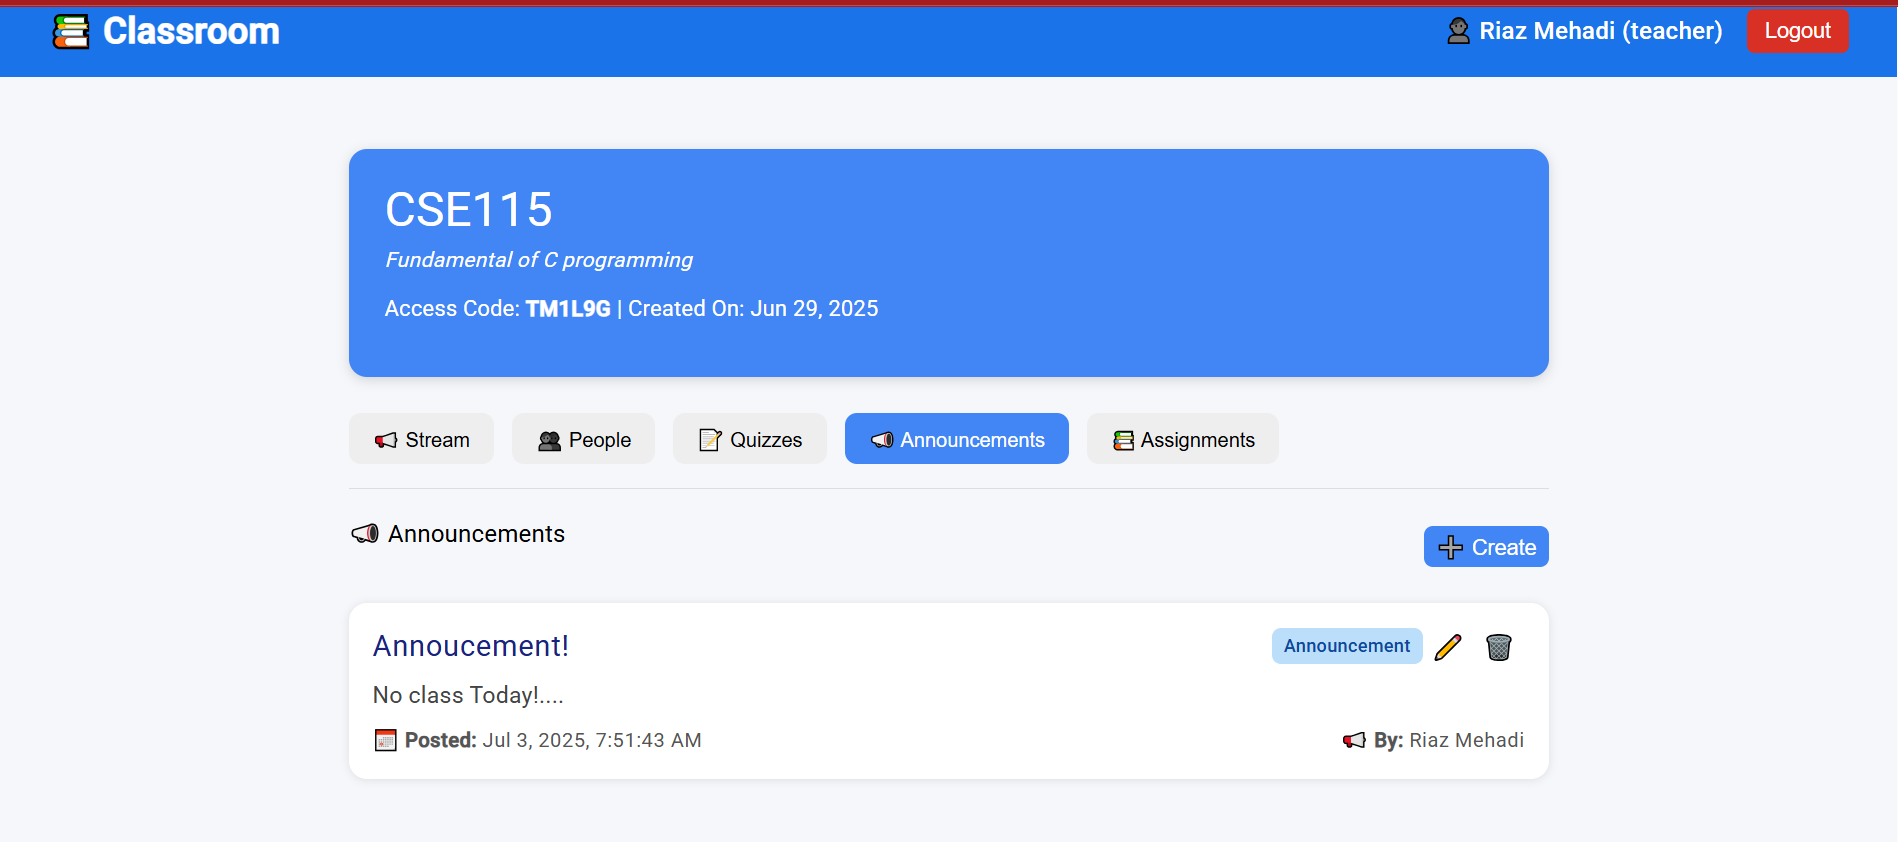 Classroom
Riaz Mehadi (teacher)
Logout
CSE115
Fundamental of C programming
Access Code: TM1L9G | Created On: Jun 29, 2025
Stream
People
Quizzes
Announcements
Assignments
Announcements
Create
Annoucement!
Announcement
No class Today!....
Posted: Jul 3, 2025, 7:51:43 AM
By: Riaz Mehadi